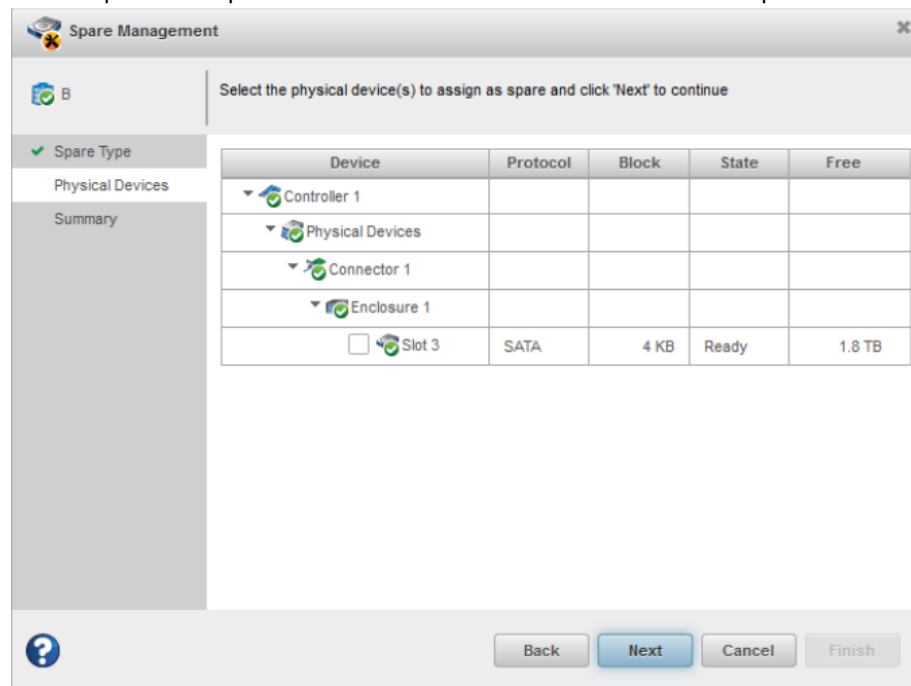 Spare Management
B
Select the physical device(s) to assign as spare and click 'Next' to continue
Spare Type
Physical Devices
Summary
Device Protocol Block State Free
Controller 1
Physical Devices
Connector 1
Enclosure 1
Slot 3 SATA 4 KB Ready 1.8 TB
? Back Next Cancel Finish